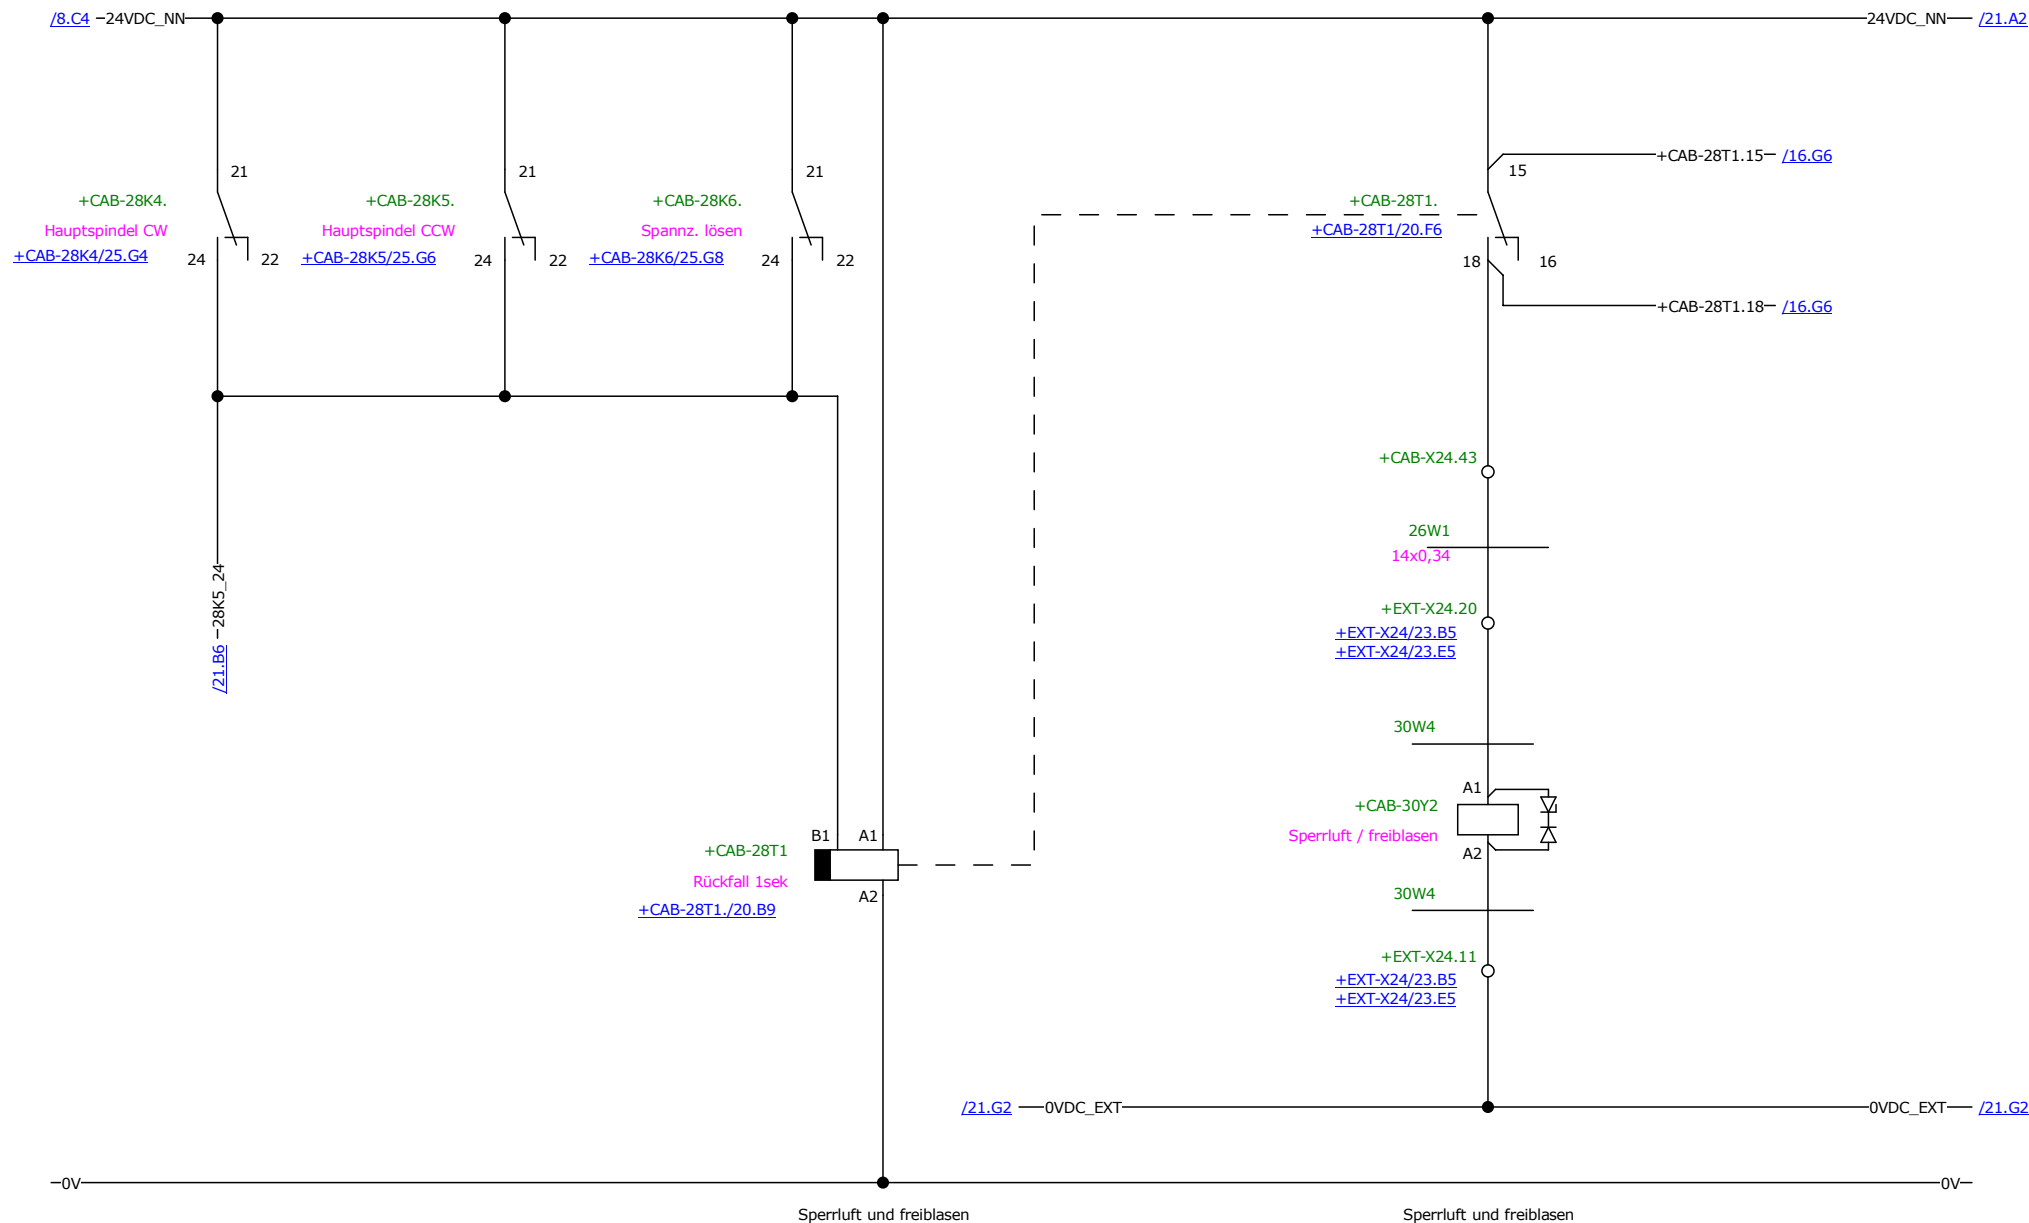 /8.C4 24VDC_NN 24VDC_NN /21.A2
+CAB-28T1.15 /16.G6
21 21 21 15
+CAB-28K4. +CAB-28K5. +CAB-28K6. +CAB-28T1.
Hauptspindel CW Hauptspindel CCW Spannz. lösen +CAB-28T1/20.F6
+CAB-28K4/25.G4 24 22 +CAB-28K5/25.G6 24 22 +CAB-28K6/25.G8 24 22 18 16
+CAB-28T1.18 /16.G6
+CAB-X24.43
26W1
14x0,34
/21.B6 28K5_24
+EXT-X24.20
+EXT-X24/23.B5
+EXT-X24/23.E5
30W4
A1
+CAB-30Y2
Sperrluft / freiblasen
A2
B1 A1
+CAB-28T1
Rückfall 1sek
A2
+CAB-28T1./20.B9
30W4
+EXT-X24.11
+EXT-X24/23.B5
+EXT-X24/23.E5
/21.G2 0VDC_EXT 0VDC_EXT /21.G2
0V 0V
Sperrluft und freiblasen Sperrluft und freiblasen